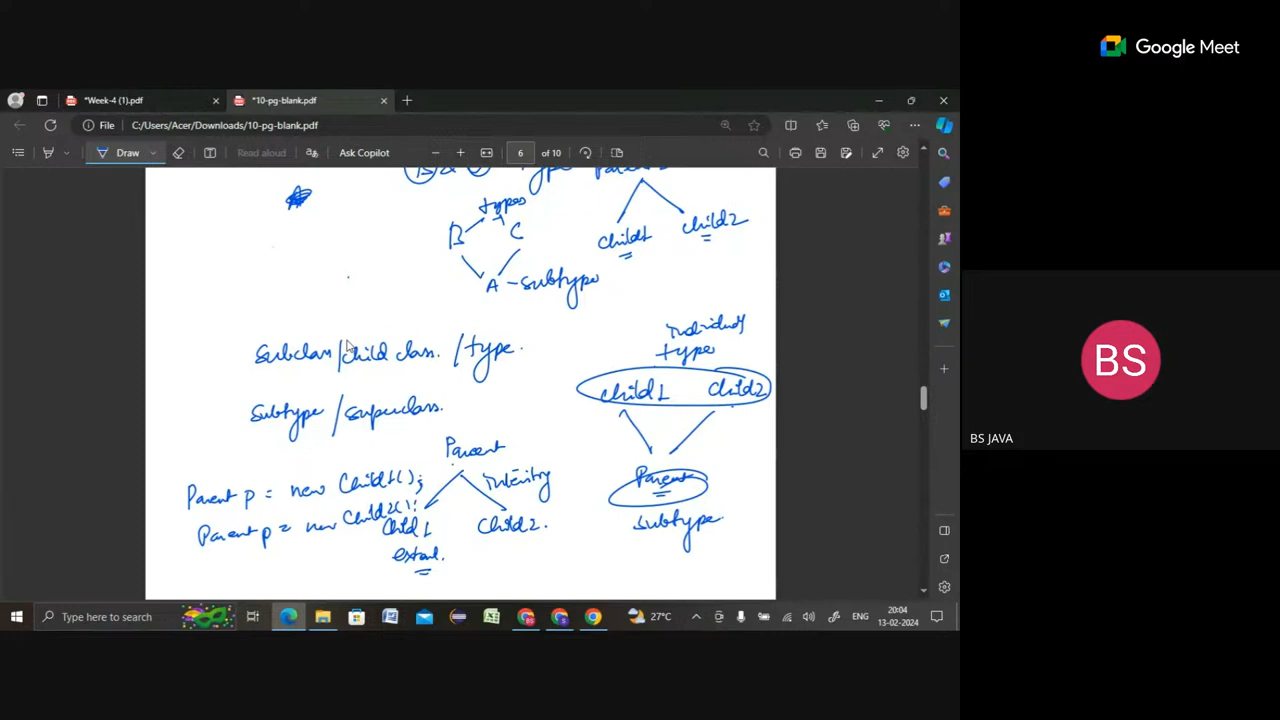 Google Meet
*Week-4 (1).pdf
*10-pg-blank.pdf
File
C:/Users/Acer/Downloads/10-pg-blank.pdf
Draw
Read aloud
Ask Copilot
6 of 10
B
C
types
types
B C
A - subtype
child1
child2
subclass / child class. / type.
subtype / superclass.
type
child1 child2
Parent
subtype
Parent
Parent p = new Child1();
Parent p = new Child2();
child1
child2.
BS
BS JAVA
Type here to search
27°C
ENG
20:04
13-02-2024